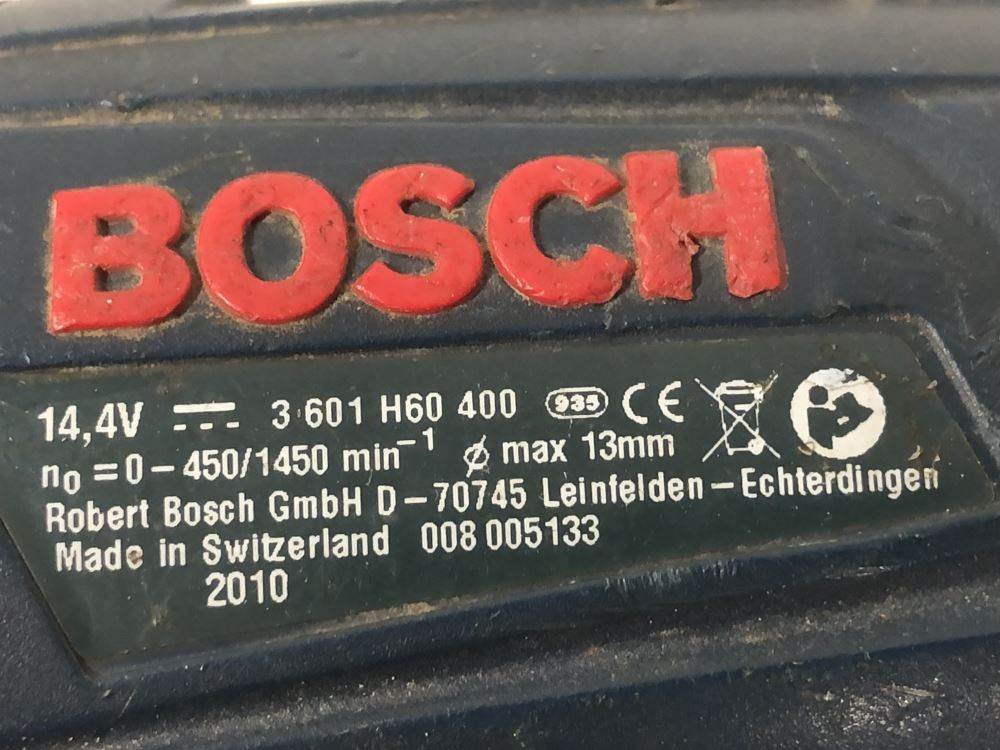 BOSCH
14,4V 3 601 H60 400 935 CE
n₀ = 0 – 450/1450 min⁻¹ ø max 13mm
Robert Bosch GmbH D – 70745 Leinfelden – Echterdingen
Made in Switzerland 008 005133
2010